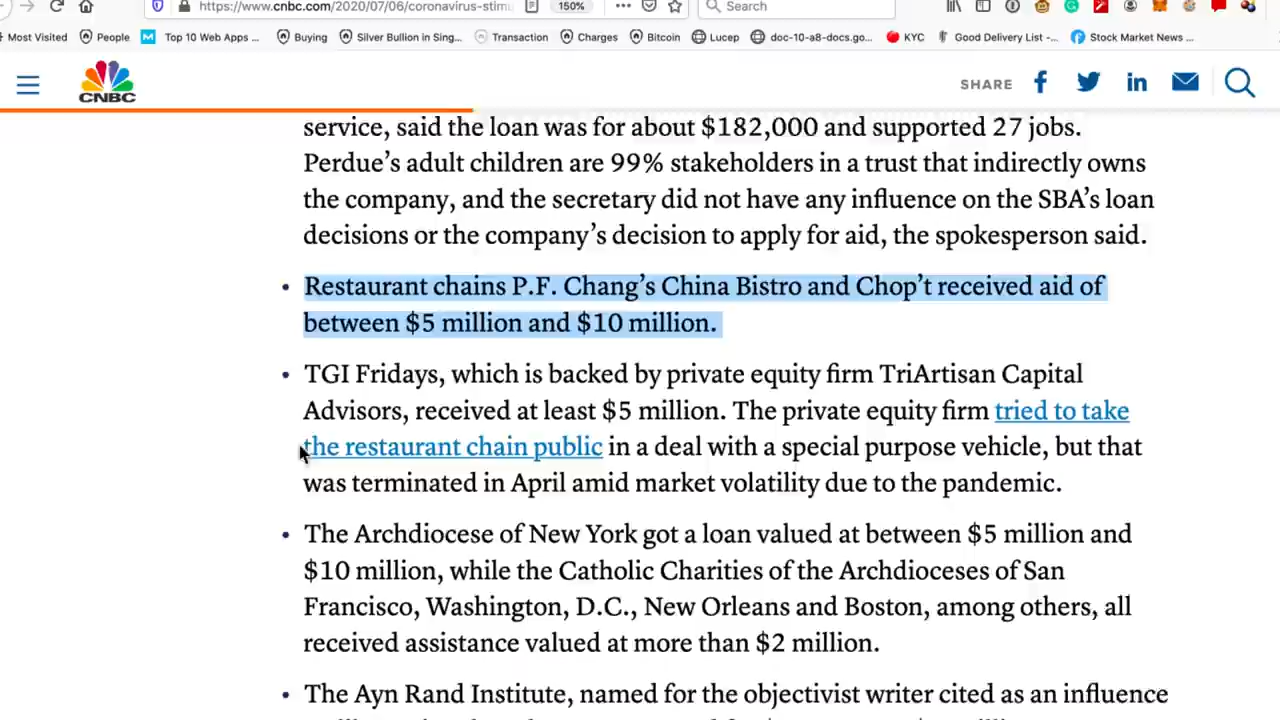 https://www.cnbc.com/2020/07/06/coronavirus-stim
150%
Search
Most Visited
People
Top 10 Web Apps ...
Buying
Silver Bullion in Sing...
Transaction
Charges
Bitcoin
Lucep
doc-10-a8-docs.go...
KYC
Good Delivery List -...
Stock Market News ...
CNBC
SHARE
service, said the loan was for about $182,000 and supported 27 jobs.
Perdue’s adult children are 99% stakeholders in a trust that indirectly owns
the company, and the secretary did not have any influence on the SBA’s loan
decisions or the company’s decision to apply for aid, the spokesperson said.
• Restaurant chains P.F. Chang’s China Bistro and Chop’t received aid of
between $5 million and $10 million.
• TGI Fridays, which is backed by private equity firm TriArtisan Capital
Advisors, received at least $5 million. The private equity firm tried to take
the restaurant chain public in a deal with a special purpose vehicle, but that
was terminated in April amid market volatility due to the pandemic.
• The Archdiocese of New York got a loan valued at between $5 million and
$10 million, while the Catholic Charities of the Archdioceses of San
Francisco, Washington, D.C., New Orleans and Boston, among others, all
received assistance valued at more than $2 million.
• The Ayn Rand Institute, named for the objectivist writer cited as an influence